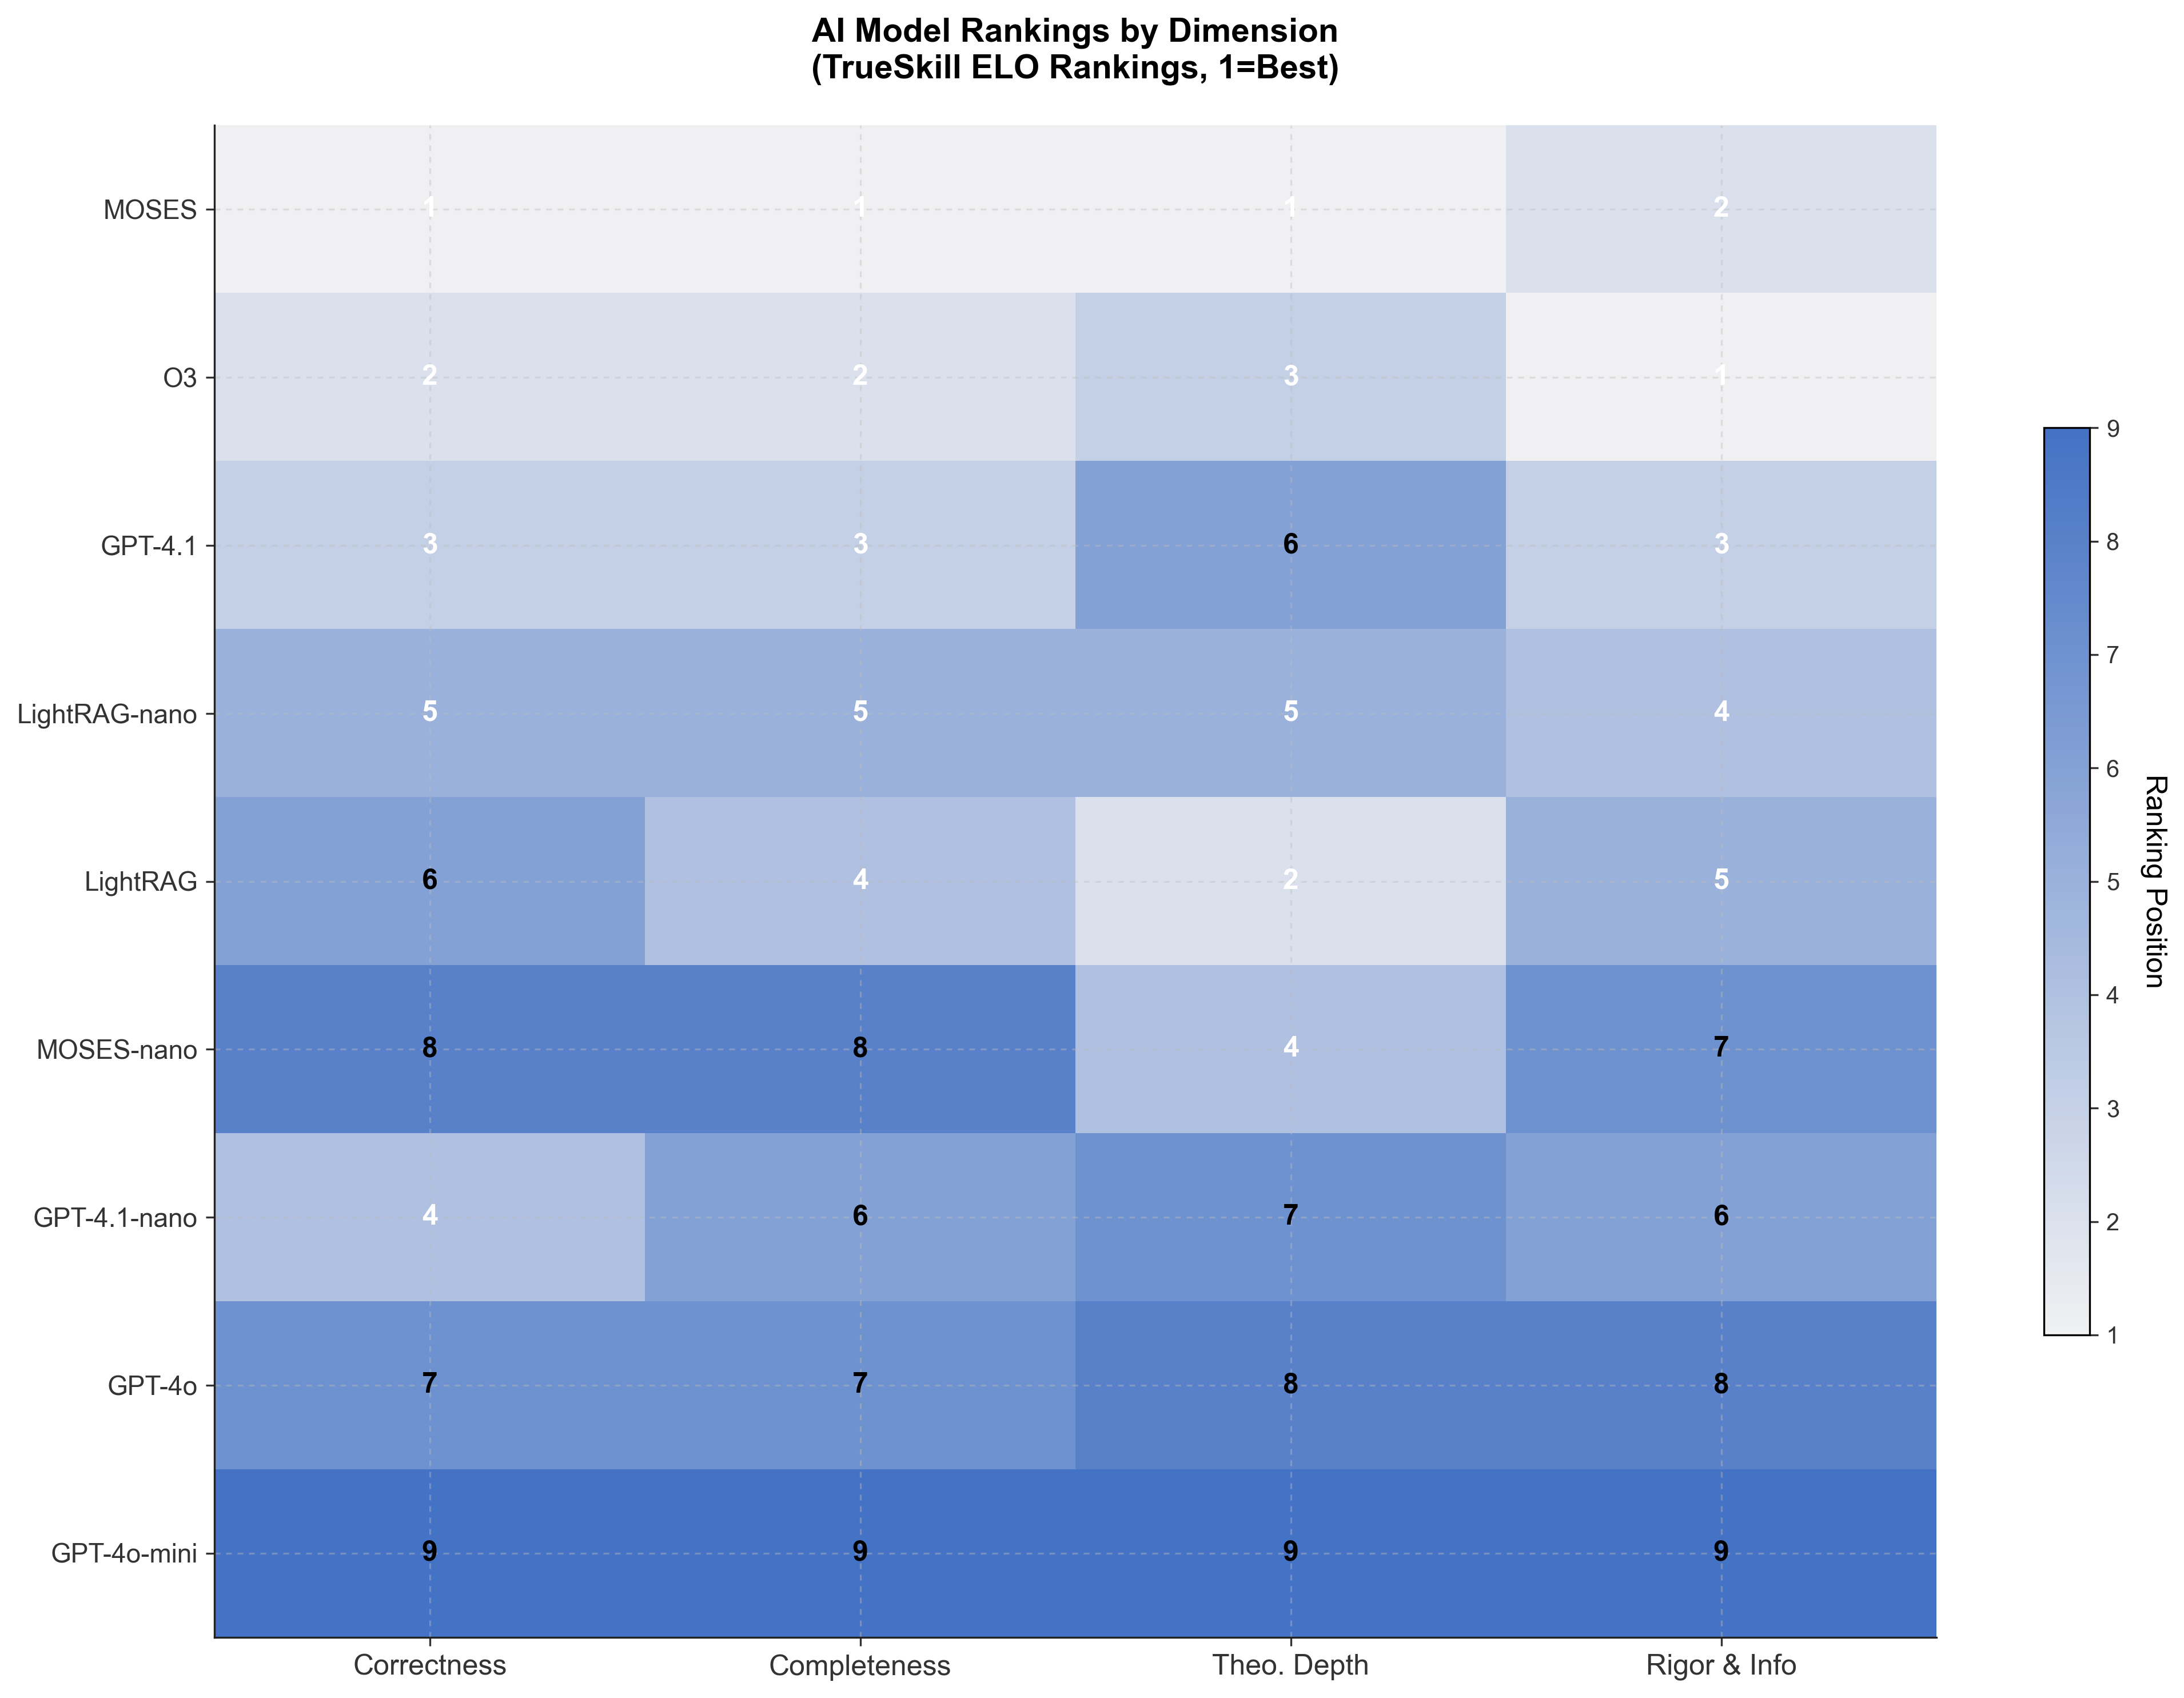 AI Model Rankings by Dimension
(TrueSkill ELO Rankings, 1=Best)
MOSES 1 1 1 2
O3 2 2 3 1
GPT-4.1 3 3 6 3
LightRAG-nano 5 5 5 4
LightRAG 6 4 2 5
MOSES-nano 8 8 4 7
GPT-4.1-nano 4 6 7 6
GPT-4o 7 7 8 8
GPT-4o-mini 9 9 9 9
Correctness Completeness Theo. Depth Rigor & Info
9
8
7
6
5
4
3
2
1
Ranking Position